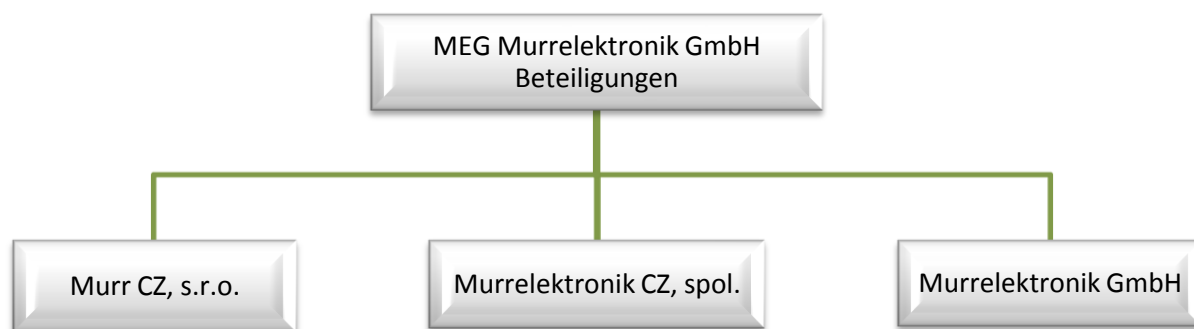 MEG Murrelektronik GmbH
Beteiligungen
Murr CZ, s.r.o.
Murrelektronik CZ, spol.
Murrelektronik GmbH